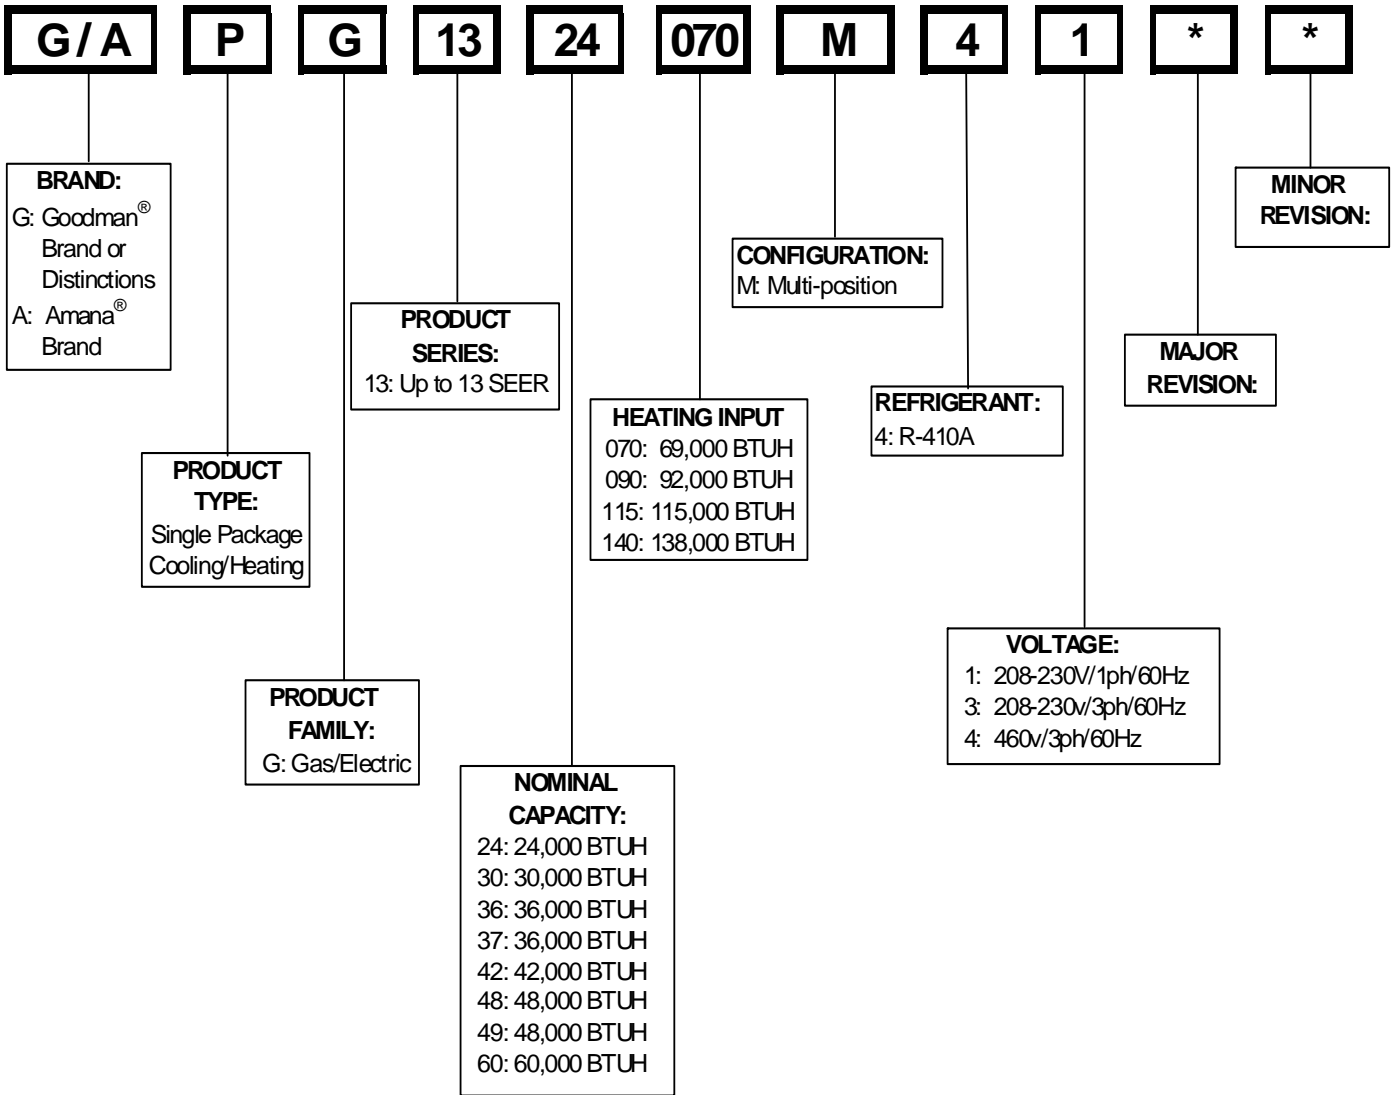 G/A P G 13 24 070 M 4 1 * *
BRAND:
G: Goodman®
Brand or
Distinctions
A: Amana®
Brand
PRODUCT
TYPE:
Single Package
Cooling/Heating
PRODUCT
FAMILY:
G: Gas/Electric
PRODUCT
SERIES:
13: Up to 13 SEER
NOMINAL
CAPACITY:
24: 24,000 BTUH
30: 30,000 BTUH
36: 36,000 BTUH
37: 36,000 BTUH
42: 42,000 BTUH
48: 48,000 BTUH
49: 48,000 BTUH
60: 60,000 BTUH
HEATING INPUT
070: 69,000 BTUH
090: 92,000 BTUH
115: 115,000 BTUH
140: 138,000 BTUH
CONFIGURATION:
M: Multi-position
REFRIGERANT:
4: R-410A
VOLTAGE:
1: 208-230V/1ph/60Hz
3: 208-230v/3ph/60Hz
4: 460v/3ph/60Hz
MAJOR
REVISION:
MINOR
REVISION: